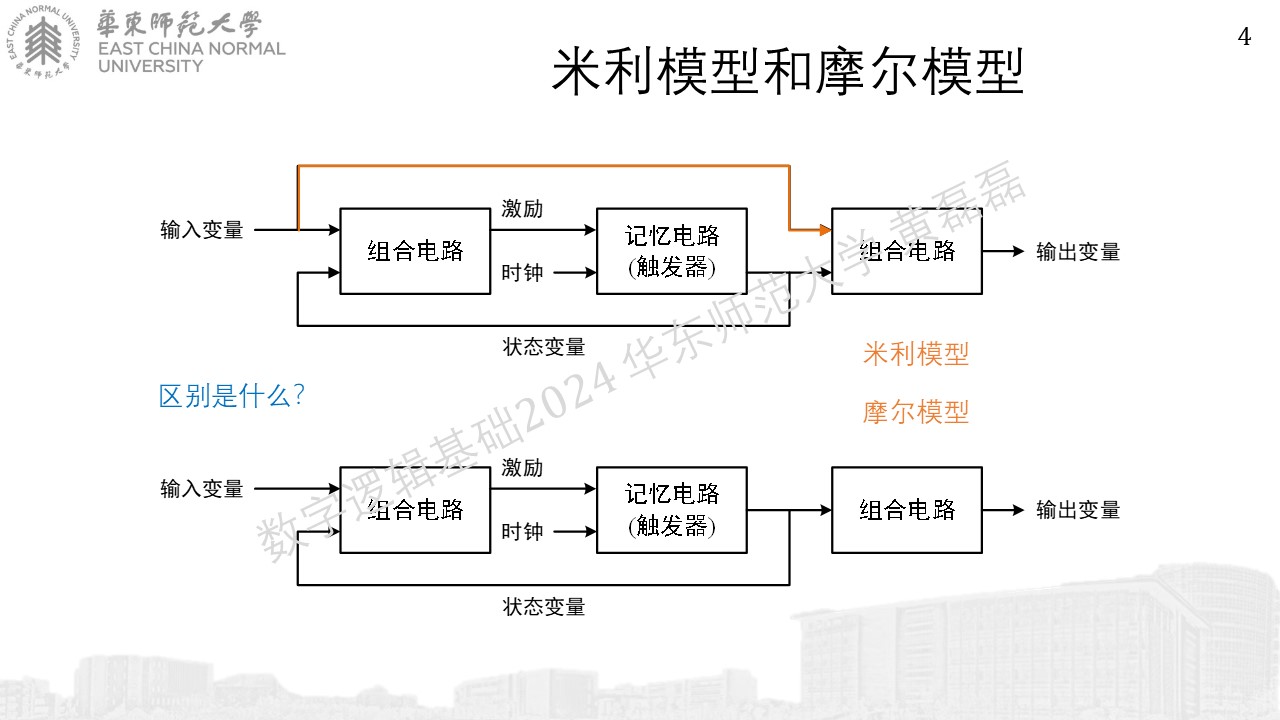 華東師範大學
EAST CHINA NORMAL
UNIVERSITY
EAST CHINA NORMAL UNIVERSITY
華東師範大學
4
米利模型和摩尔模型
输入变量
组合电路
激励
时钟
记忆电路
(触发器)
组合电路
输出变量
状态变量
米利模型
区别是什么?
摩尔模型
输入变量
组合电路
激励
时钟
记忆电路
(触发器)
组合电路
输出变量
状态变量
数字逻辑基础2024 华东师范大学 黄磊磊